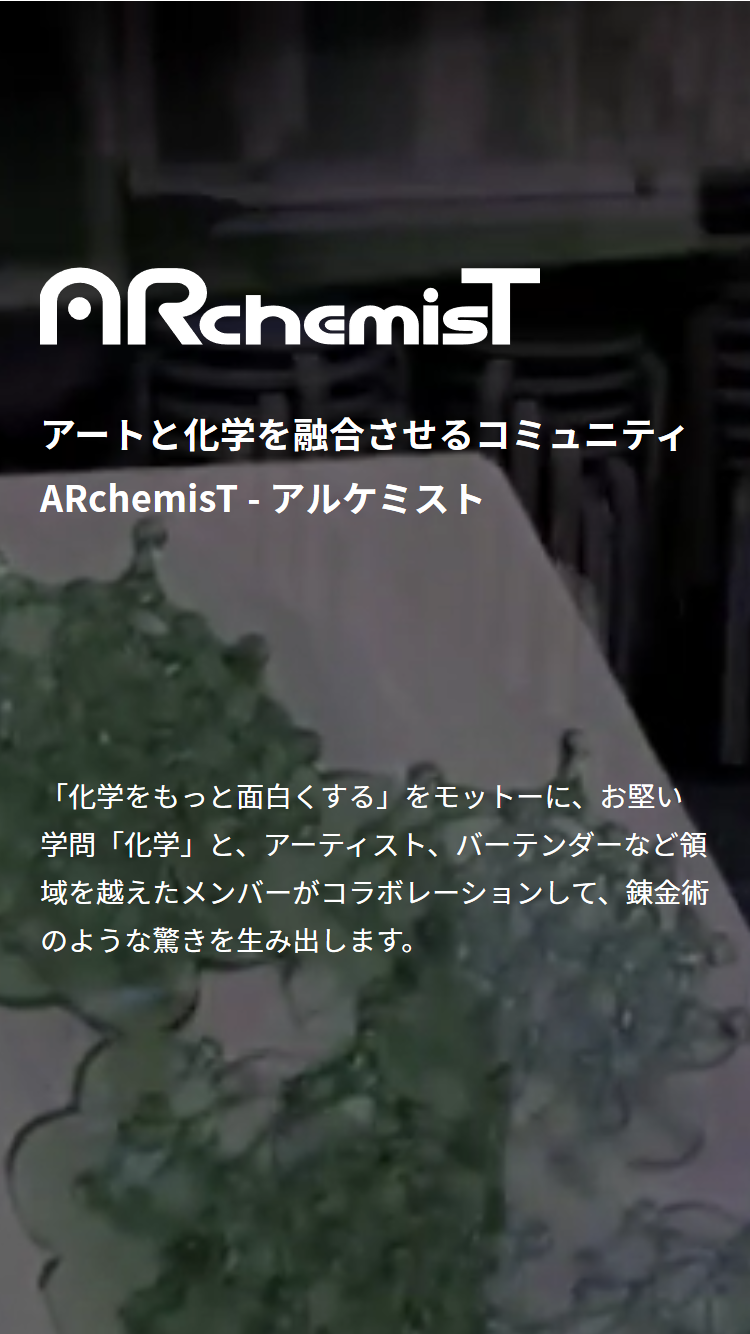 ARchemisT
アートと化学を融合させるコミュニティ
ARchemisT - アルケミスト
「化学をもっと面白くする」をモットーに、お堅い
学問「化学」と、アーティスト、バーテンダーなど領
域を越えたメンバーがコラボレーションして、錬金術
のような驚きを生み出します。